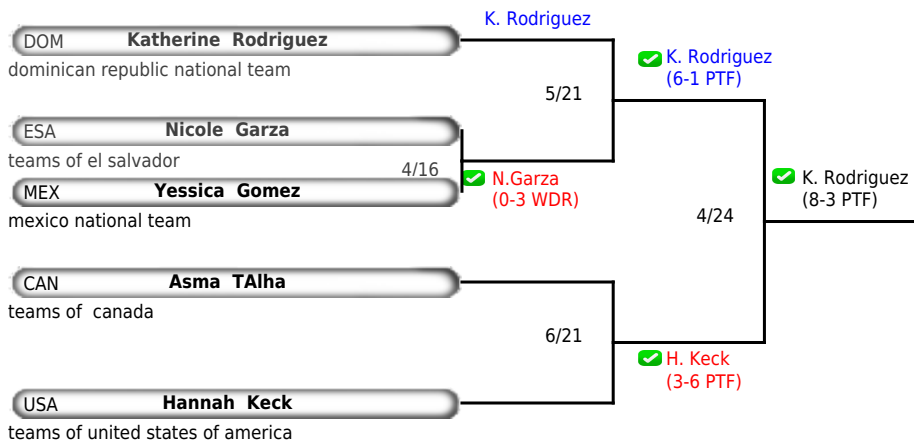 K. Rodriguez
DOM Katherine Rodriguez
dominican republic national team
K. Rodriguez
(6-1 PTF)
5/21
ESA Nicole Garza
teams of el salvador
4/16
N.Garza
(0-3 WDR)
MEX Yessica Gomez
mexico national team
K. Rodriguez
(8-3 PTF)
4/24
CAN Asma TAlha
teams of canada
6/21
H. Keck
(3-6 PTF)
USA Hannah Keck
teams of united states of america